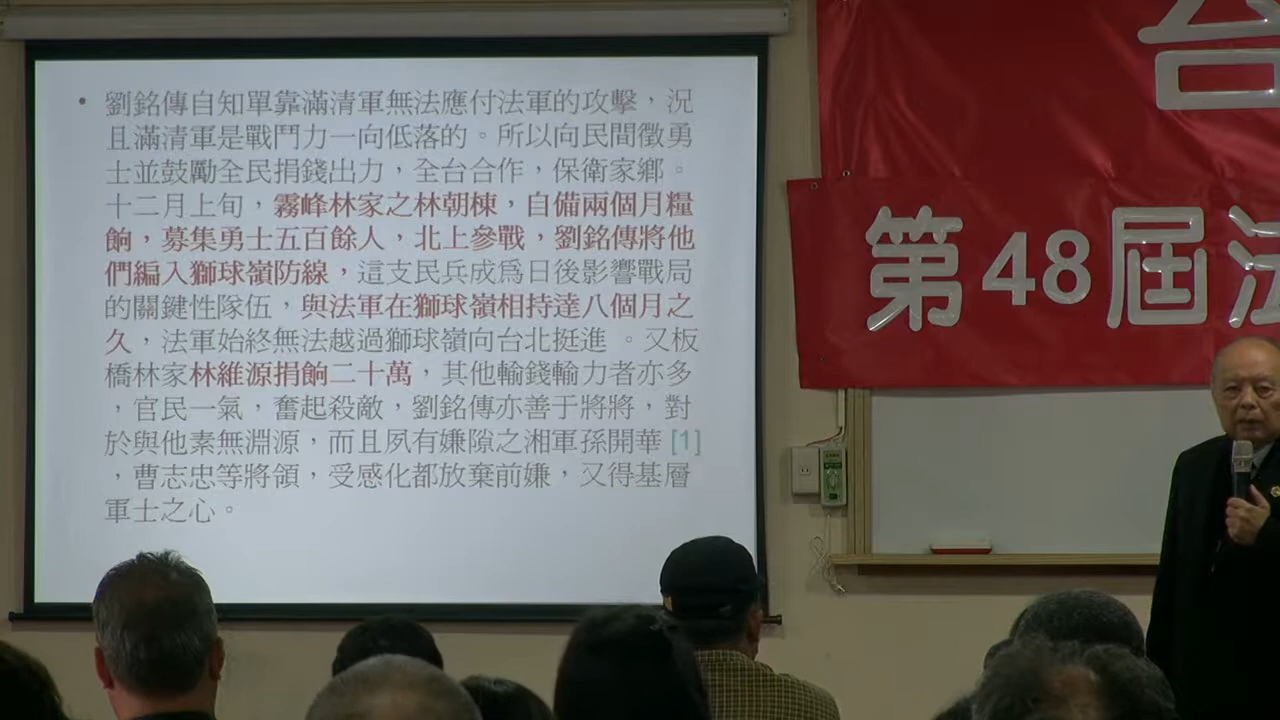 • 劉銘傳自知單靠滿清軍無法應付法軍的攻擊，況
且滿清軍是戰鬥力一向低落的。所以向民間徵勇
士並鼓勵全民捐錢出力，全台合作，保衛家鄉。
十二月上旬，霧峰林家之林朝棟，自備兩個月糧
餉，募集勇士五百餘人，北上參戰，劉銘傳將他
們編入獅球嶺防線，這支民兵成為日後影響戰局
的關鍵性隊伍，與法軍在獅球嶺相持達八個月之
久，法軍始終無法越過獅球嶺向台北挺進 。又板
橋林家林維源捐餉二十萬，其他輸錢輸力者亦多
，官民一氣，奮起殺敵，劉銘傳亦善于將將，對
於與他素無淵源，而且夙有嫌隙之湘軍孫開華 [1]
，曹志忠等將領，受感化都放棄前嫌，又得基層
軍士之心。
台
第48屆法